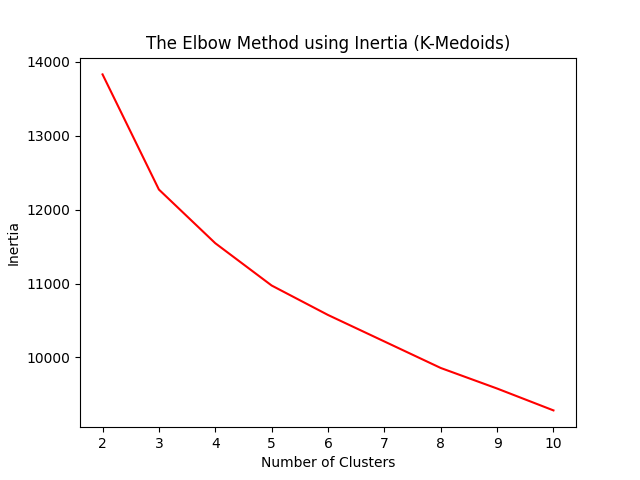 The Elbow Method using Inertia (K-Medoids)
14000
13000
12000
11000
10000
Inertia
2 3 4 5 6 7 8 9 10
Number of Clusters